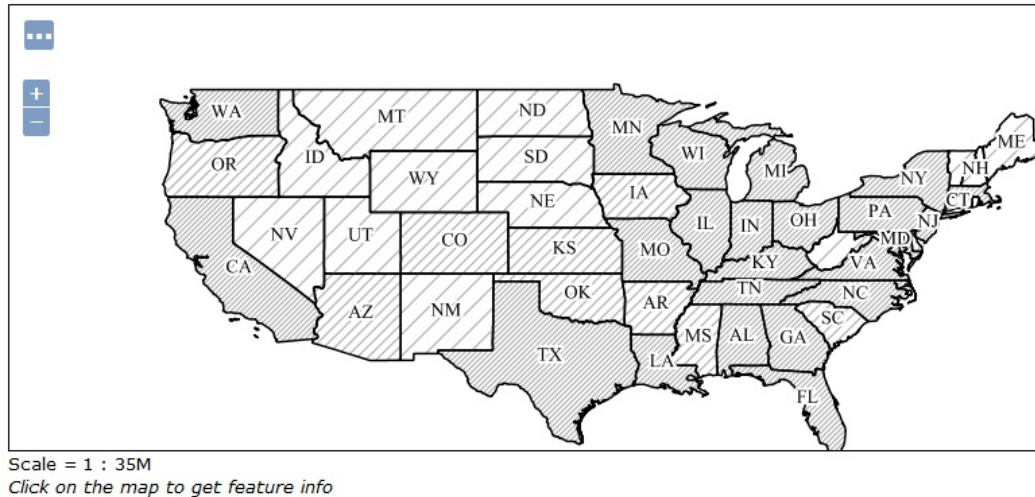 ...
+
WA
MT
ND
MN
ME
OR
ID
SD
WI
MI
NH
NY
WY
IA
CT
NE
PA
NJ
NV
UT
CO
IL
IN
OH
MD
CA
KS
MO
KY
VA
AZ
NM
OK
AR
TN
NC
SC
MS
AL
GA
TX
LA
FL
Scale = 1 : 35M
Click on the map to get feature info